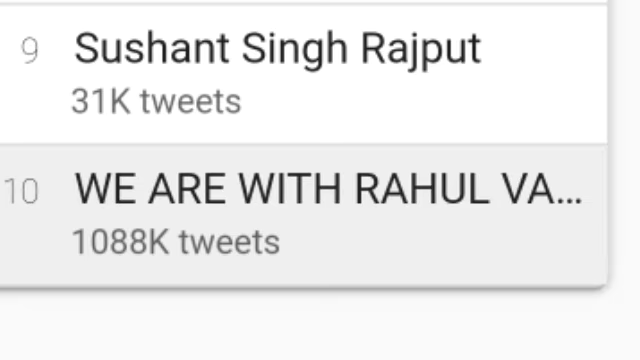 9 Sushant Singh Rajput
31K tweets
10 WE ARE WITH RAHUL VA...
1088K tweets